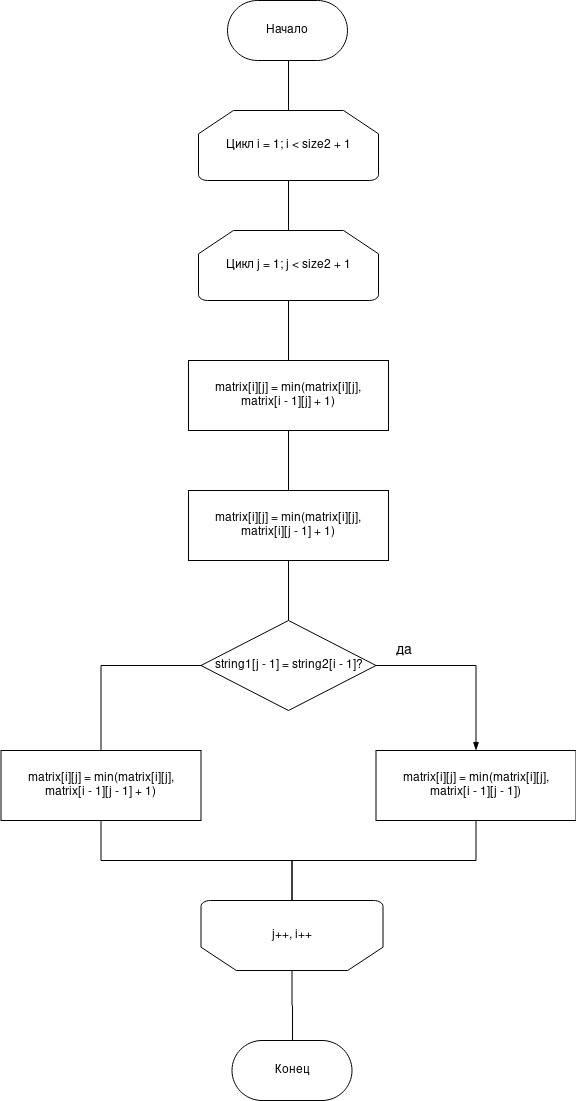 Начало
Цикл i = 1; i < size2 + 1
Цикл j = 1; j < size2 + 1
matrix[i][j] = min(matrix[i][j],
matrix[i - 1][j] + 1)
matrix[i][j] = min(matrix[i][j],
matrix[i][j - 1] + 1)
string1[j - 1] = string2[i - 1]?
да
matrix[i][j] = min(matrix[i][j],
matrix[i - 1][j - 1] + 1)
matrix[i][j] = min(matrix[i][j],
matrix[i - 1][j - 1])
j++, i++
Конец